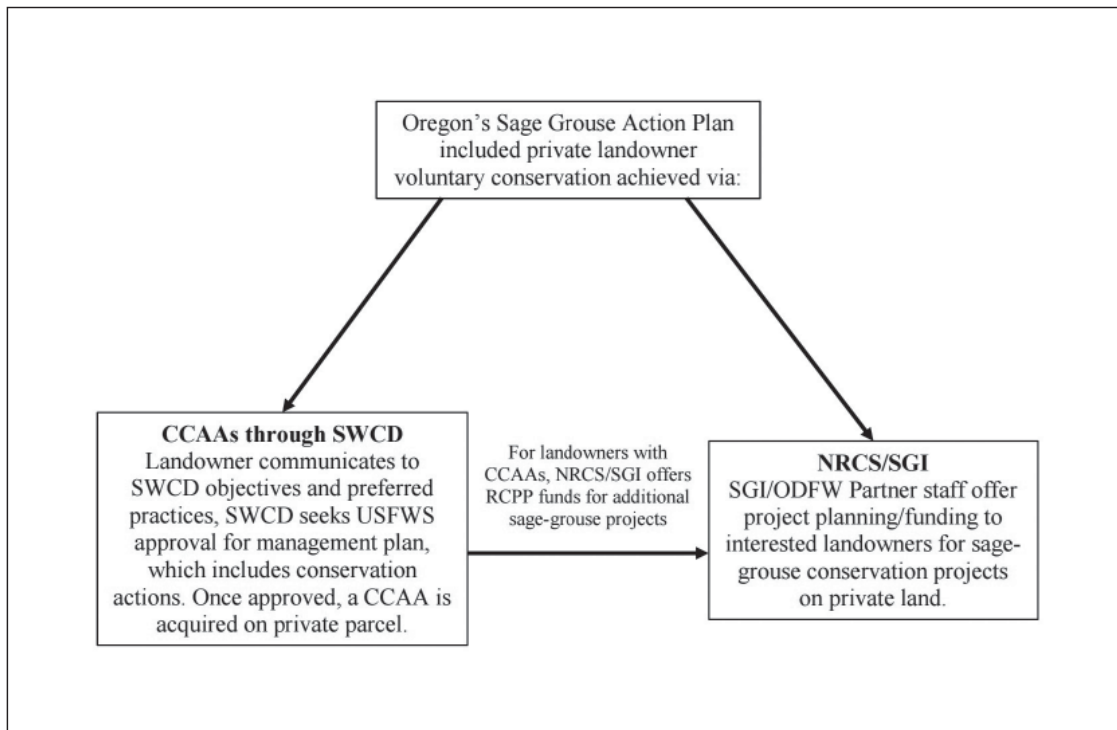 Oregon’s Sage Grouse Action Plan
included private landowner
voluntary conservation achieved via:
CCAAs through SWCD
Landowner communicates to
SWCD objectives and preferred
practices, SWCD seeks USFWS
approval for management plan,
which includes conservation
actions. Once approved, a CCAA is
acquired on private parcel.
For landowners with
CCAAs, NRCS/SGI offers
RCPP funds for additional
sage-grouse projects
NRCS/SGI
SGI/ODFW Partner staff offer
project planning/funding to
interested landowners for sage-
grouse conservation projects
on private land.